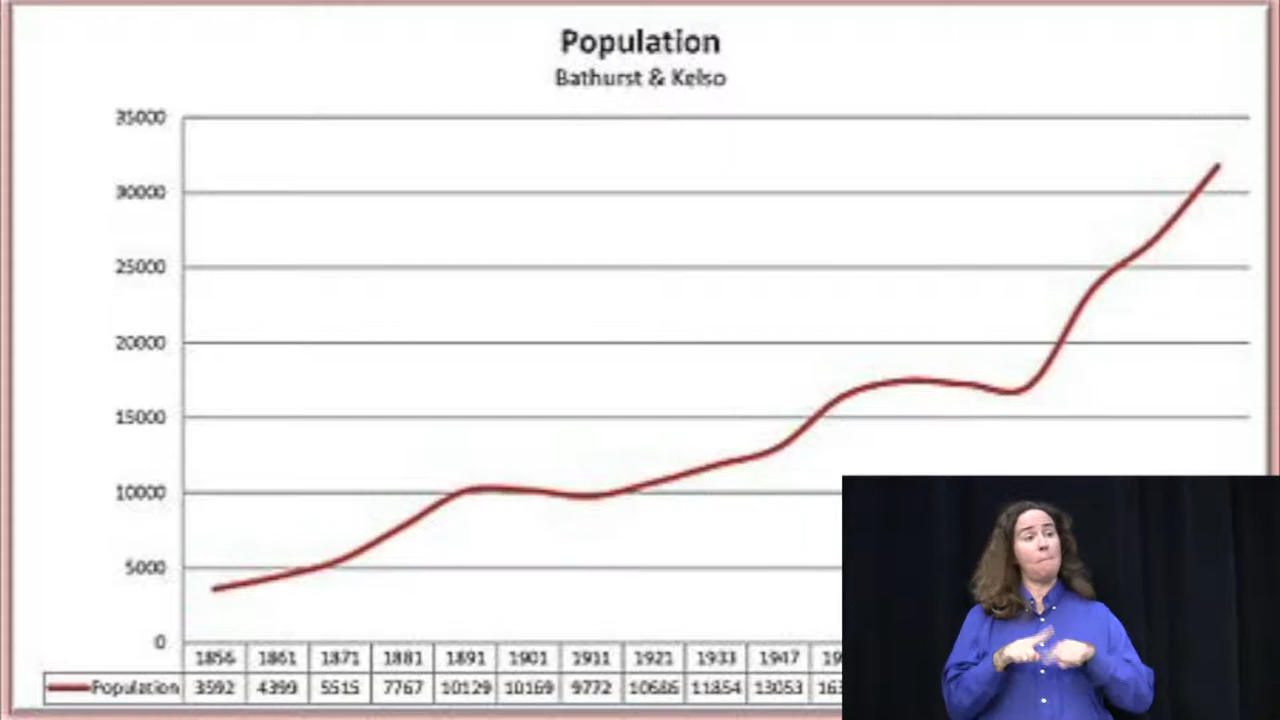 Population
Bathurst & Kelso
35000
30000
25000
20000
15000
10000
5000
0
1856 1861 1871 1881 1891 1901 1911 1921 1933 1947
Population 3592 4399 5515 7767 10129 10169 9772 11854 13053